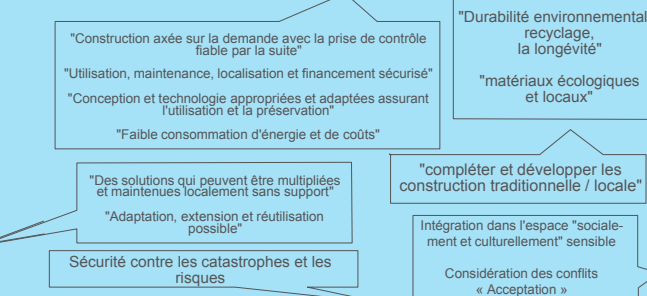 "Construction axée sur la demande avec la prise de contrôle
fiable par la suite"
"Utilisation, maintenance, localisation et financement sécurisé"
"Conception et technologie appropriées et adaptées assurant
l'utilisation et la préservation"
"Faible consommation d'énergie et de coûts"
"Durabilité environnemental
recyclage,
la longévité"
"matériaux écologiques
et locaux"
"Des solutions qui peuvent être multipliées
et maintenues localement sans support"
"Adaptation, extension et réutilisation
possible"
"compléter et développer les
construction traditionnelle / locale"
Sécurité contre les catastrophes et les
risques
Intégration dans l'espace "sociale-
ment et culturellement" sensible
Considération des conflits
« Acceptation »